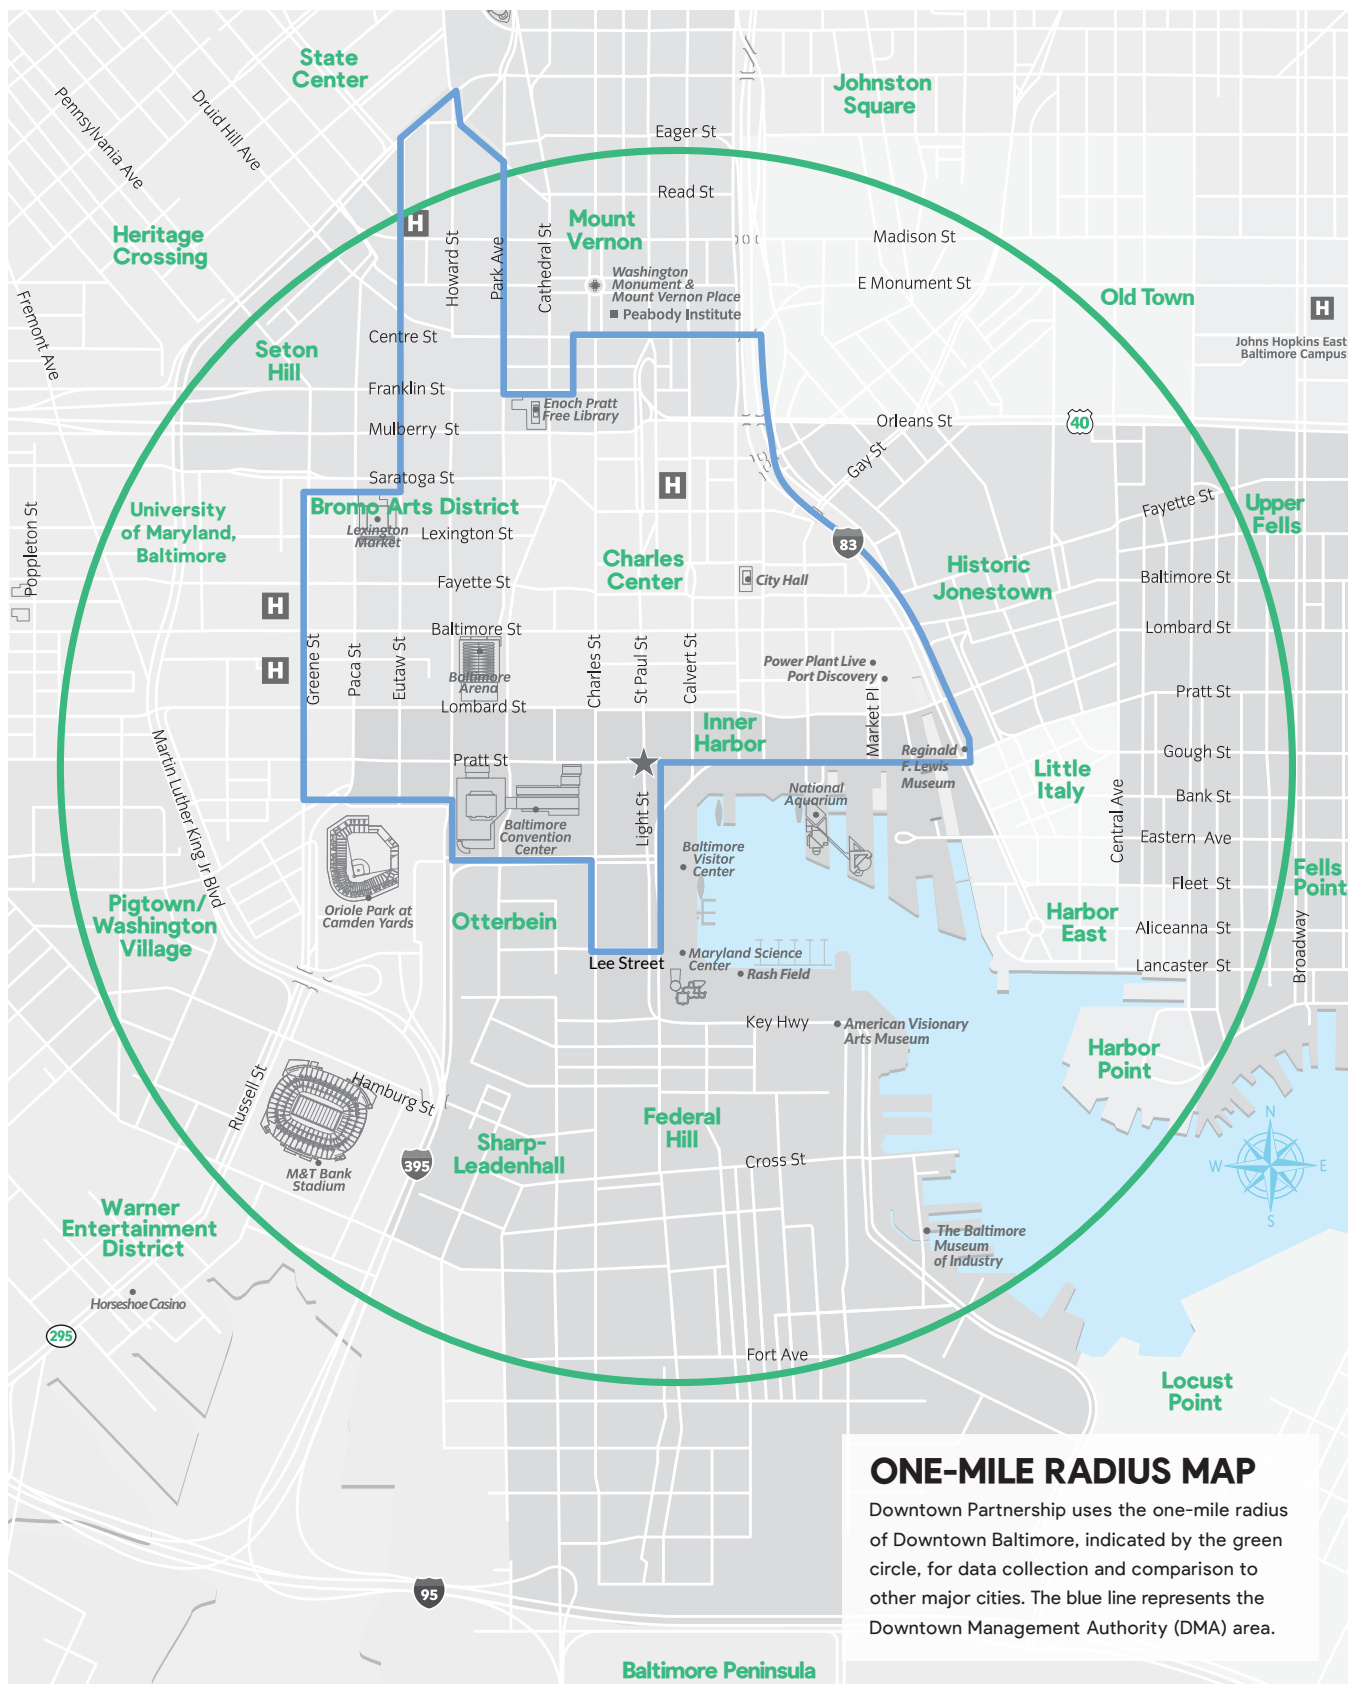 State
Center
Johnston
Square
Pennsylvania Ave
Druid Hill Ave
Eager St
Read St
Heritage
Crossing
H
Mount
Vernon
Madison St
Howard St
Park Ave
Cathedral St
Washington
Monument &
Mount Vernon Place
E Monument St
Old Town
H
Peabody Institute
Fremont Ave
Centre St
Johns Hopkins East
Baltimore Campus
Seton
Hill
Franklin St
Enoch Pratt
Free Library
Mulberry St
Orleans St
40
Gay St
Saratoga St
H
Fayette St
Upper
Fells
University
of Maryland,
Baltimore
Bromo Arts District
Lexington
Market
Lexington St
Poppleton St
83
Charles
Center
City Hall
Historic
Jonestown
Fayette St
Baltimore St
H
Baltimore St
Lombard St
H
Greene St
Paca St
Eutaw St
Baltimore
Arena
Charles St
St Paul St
Calvert St
Power Plant Live
Port Discovery
Lombard St
Pratt St
Market Pl
Inner
Harbor
Martin Luther King Jr Blvd
Pratt St
Reginald
F. Lewis
Museum
Gough St
Little
Italy
National
Aquarium
Bank St
Light St
Central Ave
Baltimore
Convention
Center
Eastern Ave
Baltimore
Visitor
Center
Fleet St
Fells
Point
Pigtown/
Washington
Village
Oriole Park at
Camden Yards
Otterbein
Harbor
East
Aliceanna St
Broadway
Lee Street
Maryland Science
Center
Rash Field
Lancaster St
Key Hwy
American Visionary
Arts Museum
Harbor
Point
Russell St
Hamburg St
Federal
Hill
N
W
E
S
Sharp-
Leadenhall
395
Cross St
M&T Bank
Stadium
Warner
Entertainment
District
The Baltimore
Museum
of Industry
Horseshoe Casino
295
Fort Ave
Locust
Point
ONE-MILE RADIUS MAP
Downtown Partnership uses the one-mile radius
of Downtown Baltimore, indicated by the green
circle, for data collection and comparison to
other major cities. The blue line represents the
Downtown Management Authority (DMA) area.
95
Baltimore Peninsula